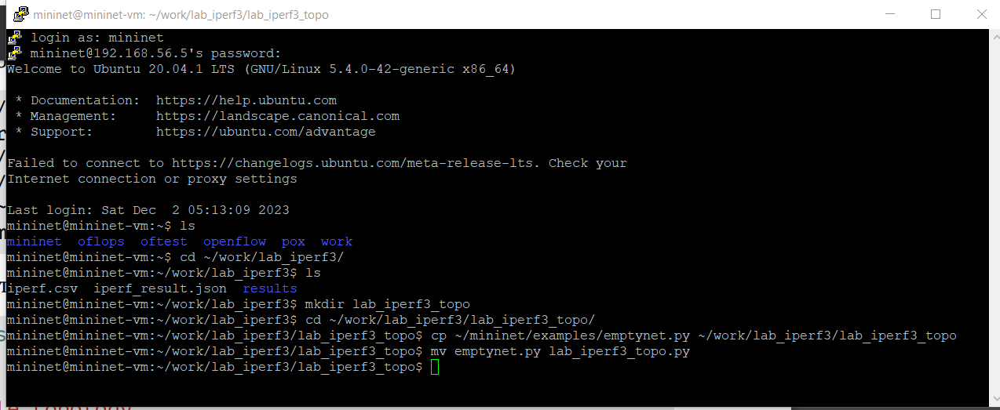 mininet@mininet-vm: ~/work/lab_iperf3/lab_iperf3_topo
login as: mininet
mininet@192.168.56.5's password:
Welcome to Ubuntu 20.04.1 LTS (GNU/Linux 5.4.0-42-generic x86_64)
* Documentation:  https://help.ubuntu.com
* Management:     https://landscape.canonical.com
* Support:        https://ubuntu.com/advantage
Failed to connect to https://changelogs.ubuntu.com/meta-release-lts. Check your
Internet connection or proxy settings
Last login: Sat Dec  2 05:13:09 2023
mininet@mininet-vm:~$ ls
mininet  oflops  oftest  openflow  pox  work
mininet@mininet-vm:~$ cd ~/work/lab_iperf3/
mininet@mininet-vm:~/work/lab_iperf3$ ls
iperf.csv  iperf_result.json  results
mininet@mininet-vm:~/work/lab_iperf3$ mkdir lab_iperf3_topo
mininet@mininet-vm:~/work/lab_iperf3$ cd ~/work/lab_iperf3/lab_iperf3_topo/
mininet@mininet-vm:~/work/lab_iperf3/lab_iperf3_topo$ cp ~/mininet/examples/emptynet.py ~/work/lab_iperf3/lab_iperf3_topo
mininet@mininet-vm:~/work/lab_iperf3/lab_iperf3_topo$ mv emptynet.py lab_iperf3_topo.py
mininet@mininet-vm:~/work/lab_iperf3/lab_iperf3_topo$